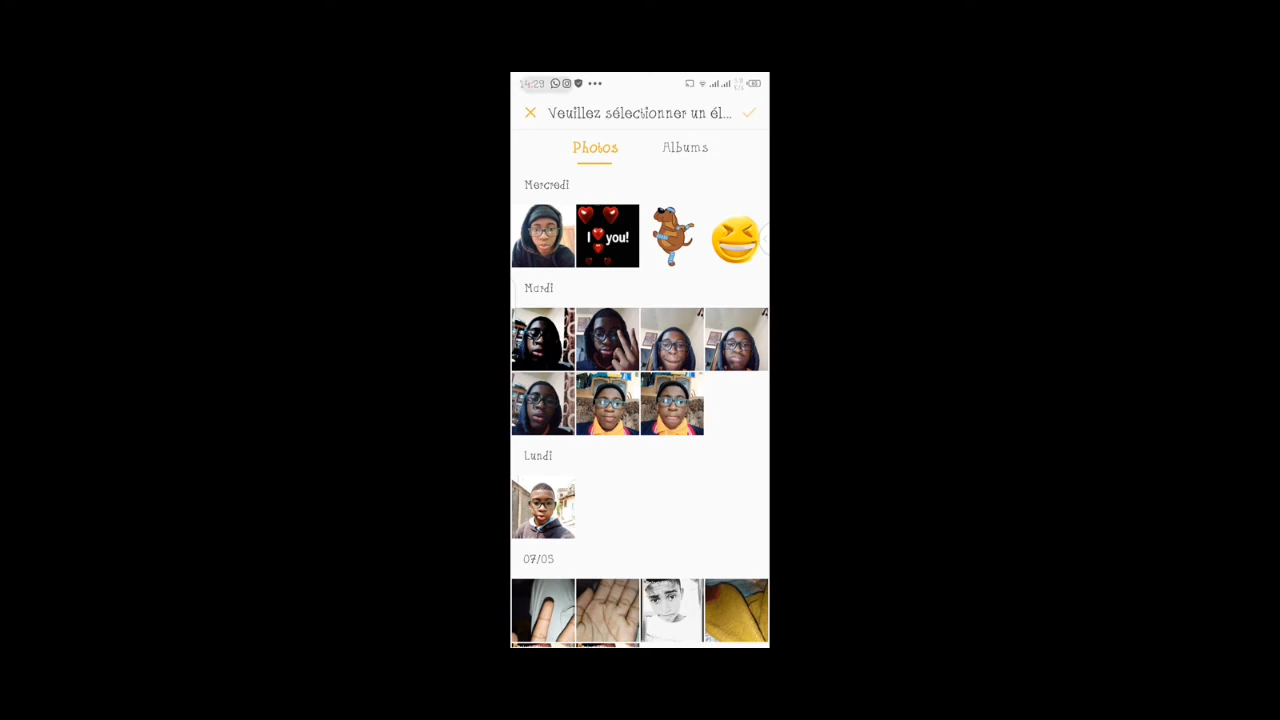 14:29
Veuillez sélectionner un él...
Photos Albums
Mercredi
I you!
Mardi
Lundi
07/05